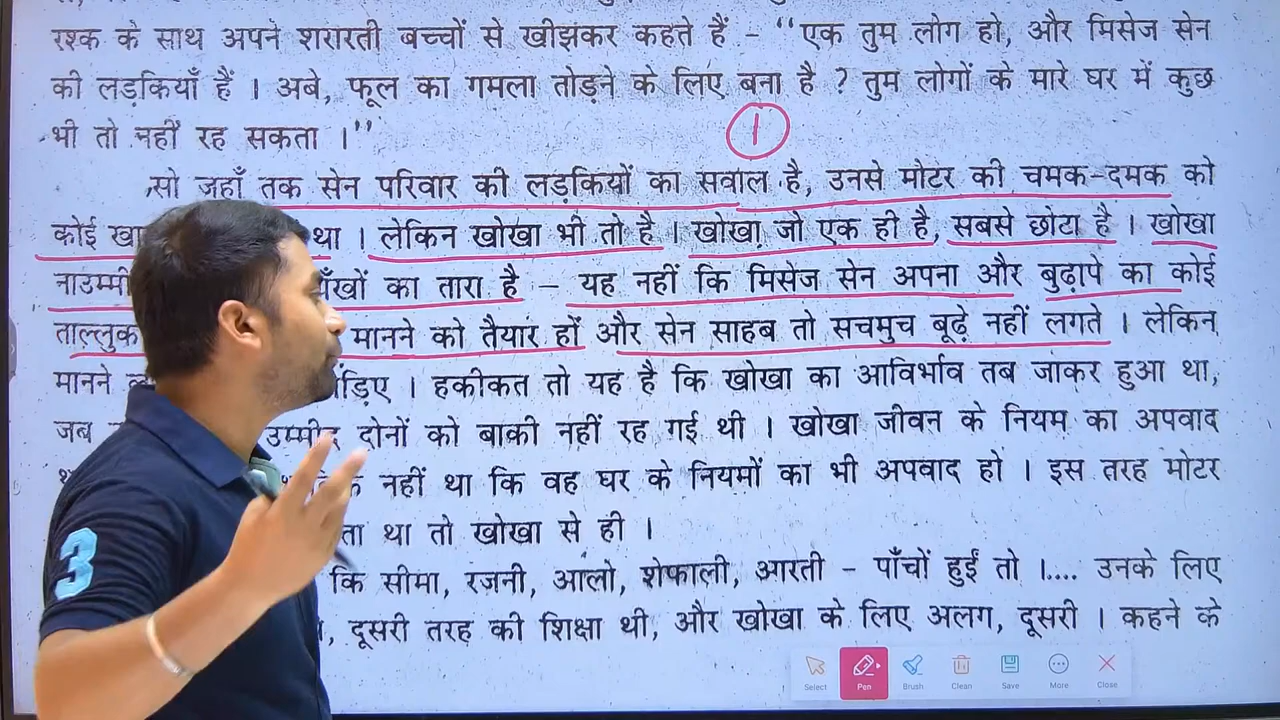 रश्क के साथ अपने शरारती बच्चों से खीझकर कहते हैं - “एक तुम लोग हो, और मिसेज सेन
की लड़कियाँ हैं । अबे, फूल का गमला तोड़ने के लिए बना है ? तुम लोगों के मारे घर में कुछ
भी तो नहीं रह सकता ।”
1
सो जहाँ तक सेन परिवार की लड़कियों का सवाल है, उनसे मोटर की चमक-दमक को
कोई था । लेकिन खोखा भी तो है । खोखा जो एक ही है, सबसे छोटा है । खोखा
का तारा है – यह नहीं कि मिसेज सेन अपना और बुढ़ापे का कोई
ताल्लुक मानने को तैयार हों और सेन साहब तो सचमुच बूढ़े नहीं लगते । लेकिन
मानने । हकीकत तो यह है कि खोखा का आविर्भाव तब जाकर हुआ था,
जब उम्मीद दोनों को बाकी नहीं रह गई थी । खोखा जीवन के नियम का अपवाद
नहीं था कि वह घर के नियमों का भी अपवाद हो । इस तरह मोटर
था तो खोखा से ही ।
कि सीमा, रजनी, आलो, शेफाली, आरती – पाँचों हुईं तो ।.... उनके लिए
दूसरी तरह की शिक्षा थी, और खोखा के लिए अलग, दूसरी । कहने के
3
Select Pen Brush Clean Save More Close